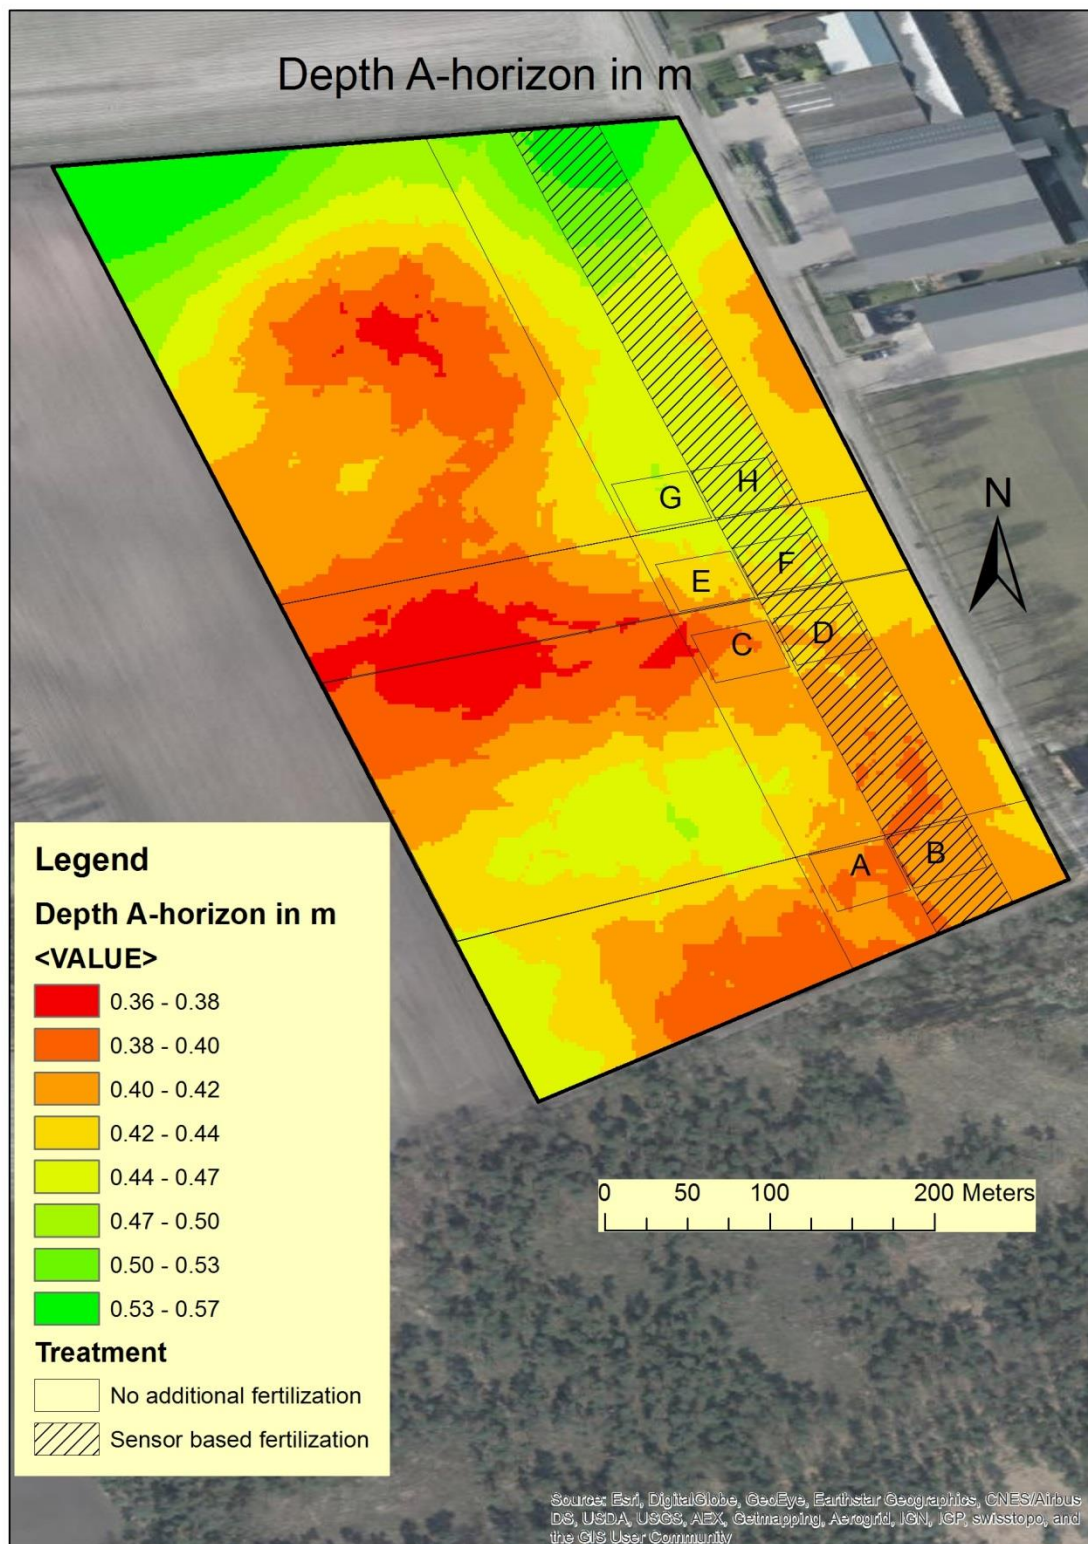 Depth A-horizon in m
N
G
H
E
F
C
D
A
B
Legend
Depth A-horizon in m
<VALUE>
0.36 - 0.38
0.38 - 0.40
0.40 - 0.42
0.42 - 0.44
0.44 - 0.47
0.47 - 0.50
0.50 - 0.53
0.53 - 0.57
Treatment
No additional fertilization
Sensor based fertilization
0 50 100 200 Meters
Source: Esri, DigitalGlobe, GeoEye, Earthstar Geographics, CNES/Airbus
DS, USDA, USGS, AEX, Getmapping, Aerogrid, IGN, IGP, swisstopo, and
the GIS User Community